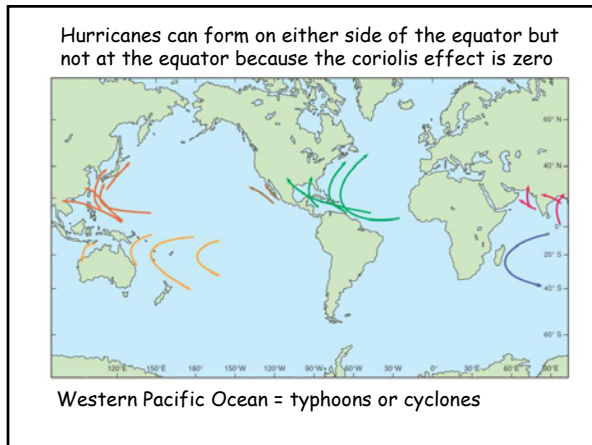 Hurricanes can form on either side of the equator but
not at the equator because the coriolis effect is zero
60° N
40° N
0°
20° S
40° S
60° S
120°E 150°E 180° 150°W 120°W 90°W 60°W 30°W 0° 30°E 60°E 90°E
Western Pacific Ocean = typhoons or cyclones